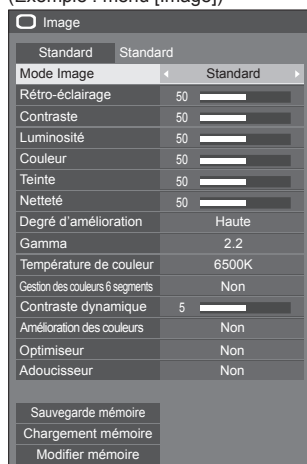 (Exemple : menu [Image])
Image
Standard Standard
Mode Image Standard
Rétro-éclairage 50
Contraste 50
Luminosité 50
Couleur 50
Teinte 50
Netteté 50
Degré d'amélioration Haute
Gamma 2.2
Température de couleur 6500K
Gestion des couleurs 6 segments Non
Contraste dynamique 5
Amélioration des couleurs Non
Optimiseur Non
Adoucisseur Non
Sauvegarde mémoire
Chargement mémoire
Modifier mémoire